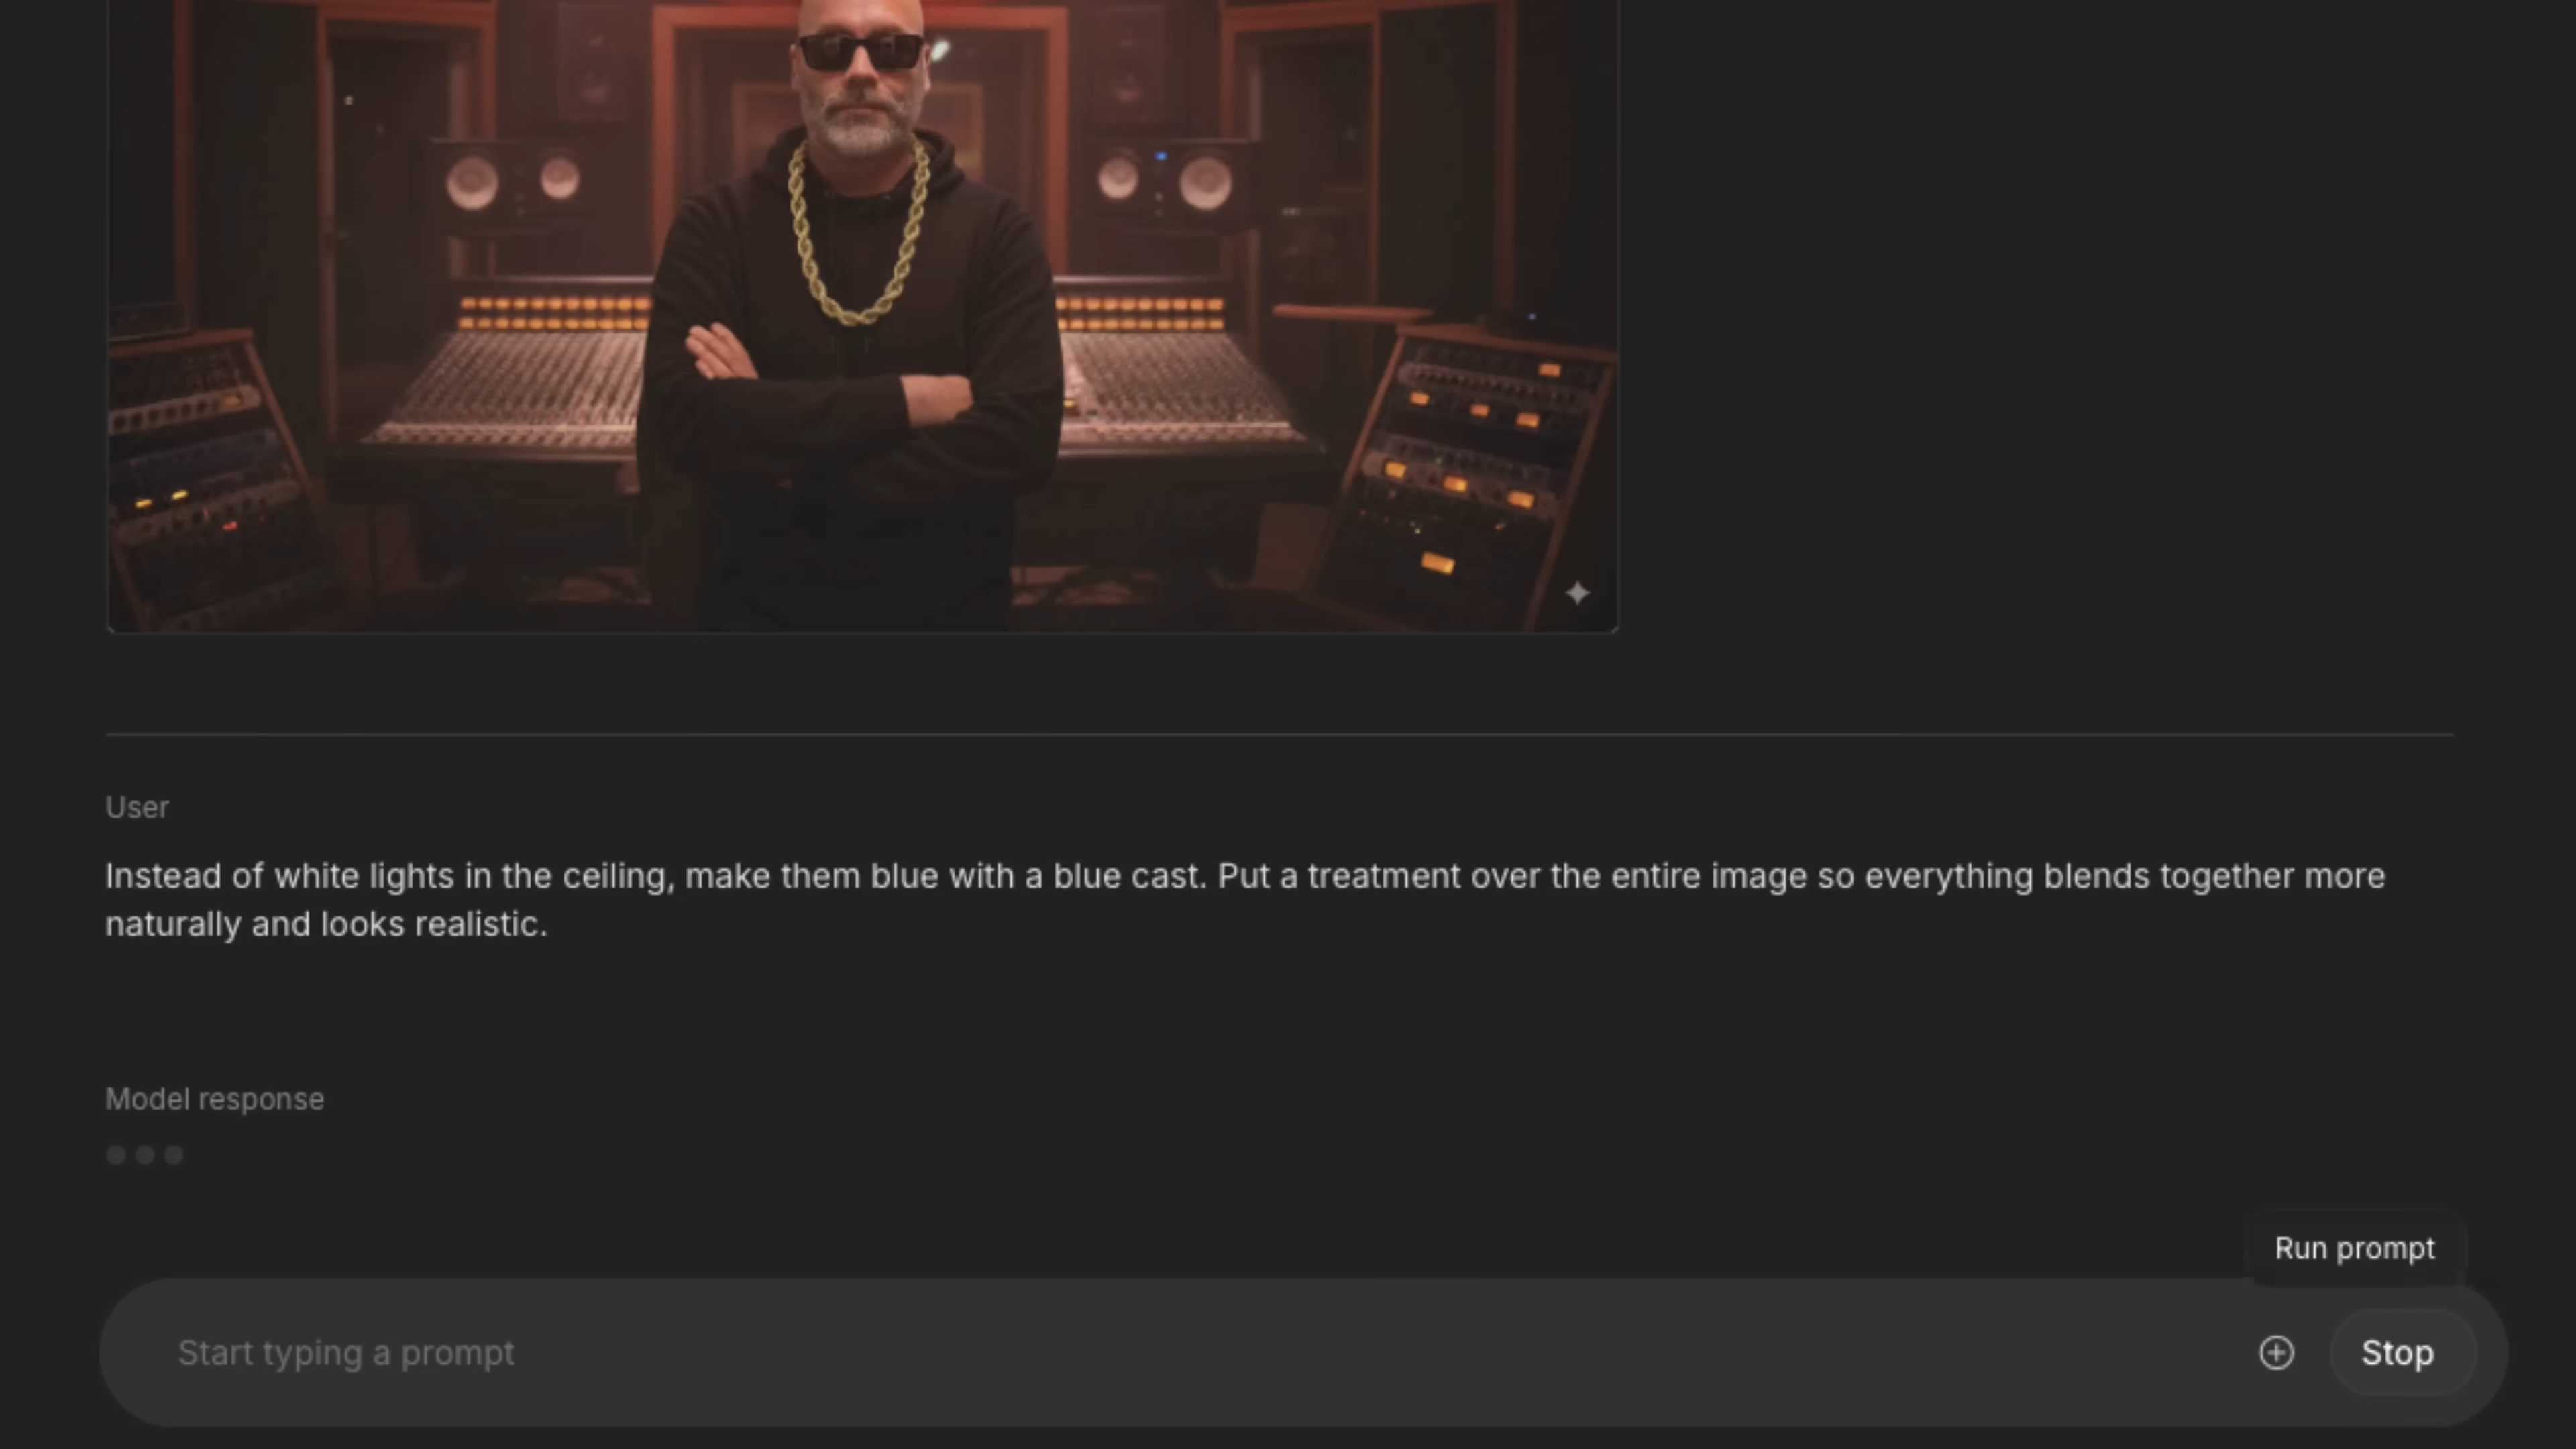 User
Instead of white lights in the ceiling, make them blue with a blue cast. Put a treatment over the entire image so everything blends together more
naturally and looks realistic.
Model response
Run prompt
Start typing a prompt
Stop